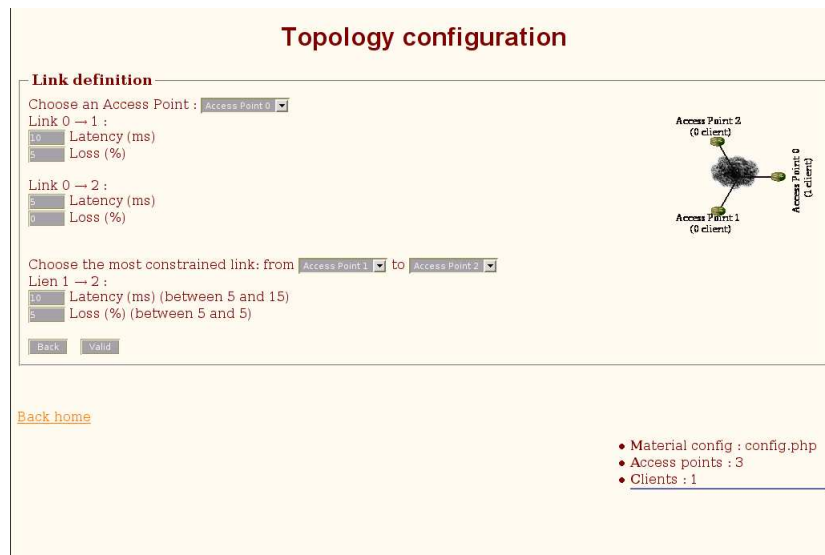 Topology configuration
Link definition
Choose an Access Point : Access Point 0
Link 0 → 1 :
10 Latency (ms)
5 Loss (%)
Link 0 → 2 :
5 Latency (ms)
0 Loss (%)
Access Point 2
(0 client)
Access Point 0
(1 client)
Access Point 1
(0 client)
Choose the most constrained link: from Access Point 1 to Access Point 2
Lien 1 → 2 :
10 Latency (ms) (between 5 and 15)
5 Loss (%) (between 5 and 5)
Back Valid
Back home
Material config : config.php
Access points : 3
Clients : 1